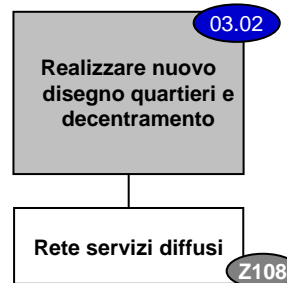 03.02
Realizzare nuovo
disegno quartieri e
decentramento
Rete servizi diffusi
Z108